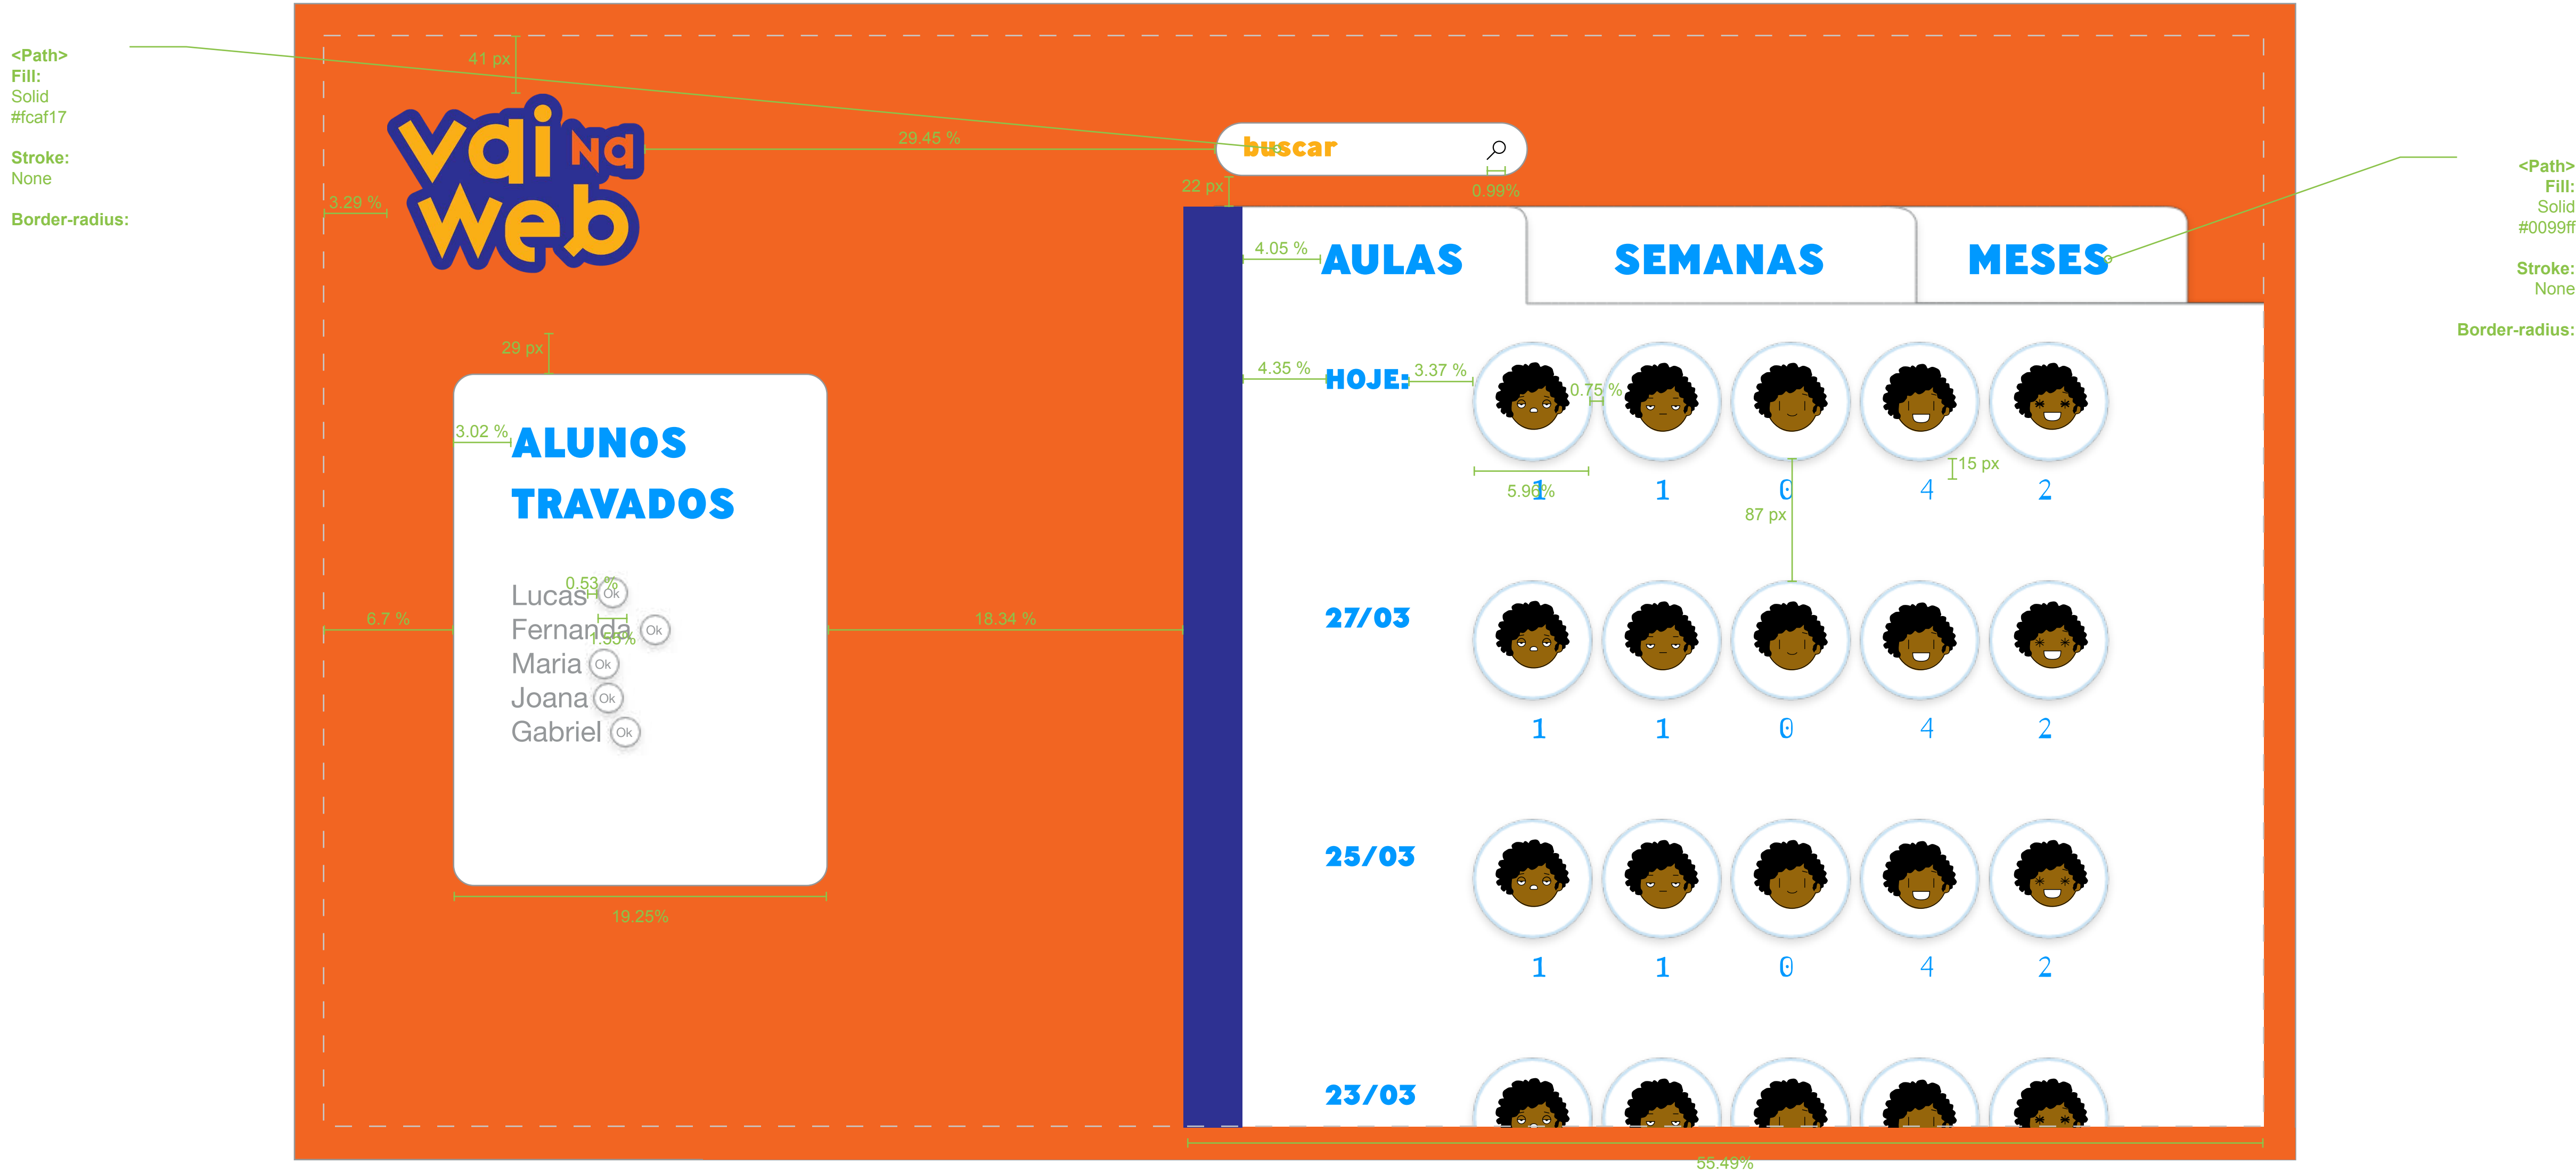 <Path>
Fill:
Solid
#fcaf17
Stroke:
None
Border-radius:
41 px
vai na
web
3.29 %
29.45 %
buscar
22 px
0.99%
<Path>
Fill:
Solid
#0099ff
Stroke:
None
Border-radius:
4.05 %
AULAS
SEMANAS
MESES
29 px
3.02 %
ALUNOS
TRAVADOS
0.53 %
Lucas Ok
Fernanda Ok
1.55%
Maria Ok
Joana Ok
Gabriel Ok
6.7 %
18.34 %
19.25%
4.35 %
HOJE:
3.37 %
0.75 %
15 px
5.96%
1 1 0 4 2
87 px
27/03
1 1 0 4 2
25/03
1 1 0 4 2
23/03
55.49%